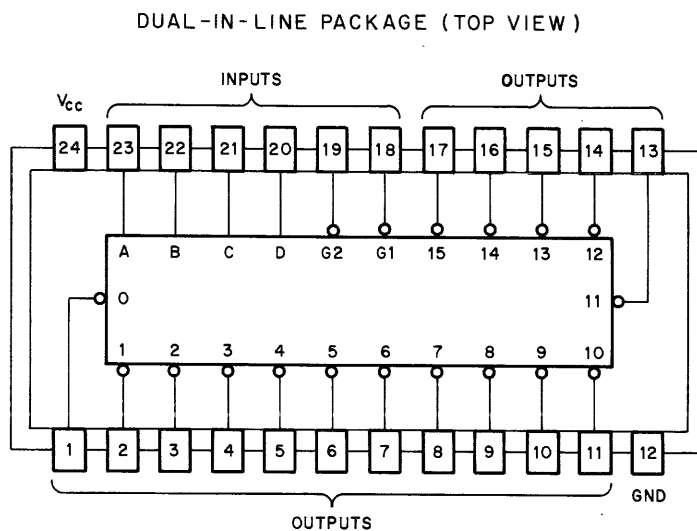 DUAL-IN-LINE PACKAGE (TOP VIEW)
INPUTS OUTPUTS
VCC
24 23 22 21 20 19 18 17 16 15 14 13
A B C D G2 G1 15 14 13 12
0 11
1 2 3 4 5 6 7 8 9 10
1 2 3 4 5 6 7 8 9 10 11 12
GND
OUTPUTS